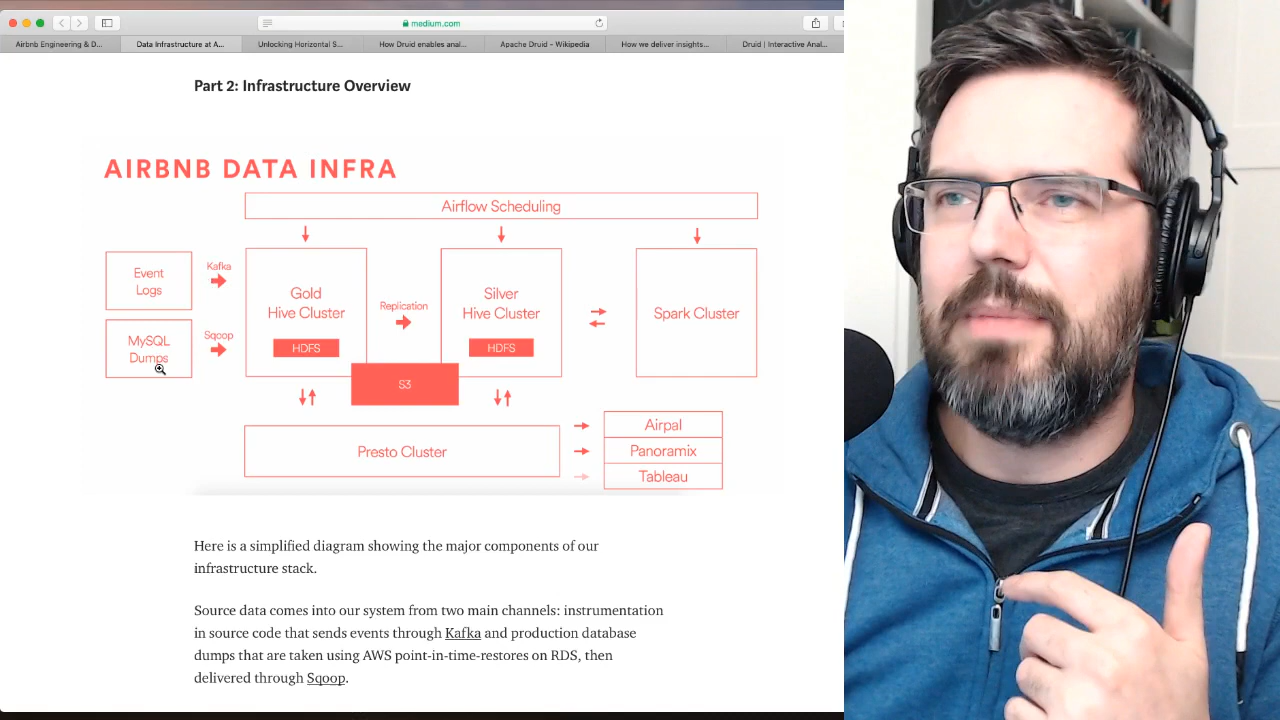 medium.com
Airbnb Engineering & D...
Data Infrastructure at A...
Unlocking Horizontal S...
How Druid enables anal...
Apache Druid - Wikipedia
How we deliver insights...
Druid | Interactive Anal...
Part 2: Infrastructure Overview
AIRBNB DATA INFRA
Airflow Scheduling
Event
Logs
Kafka
MySQL
Dumps
Sqoop
Gold
Hive Cluster
HDFS
Replication
Silver
Hive Cluster
HDFS
Spark Cluster
S3
Presto Cluster
Airpal
Panoramix
Tableau
Here is a simplified diagram showing the major components of our
infrastructure stack.
Source data comes into our system from two main channels: instrumentation
in source code that sends events through Kafka and production database
dumps that are taken using AWS point-in-time-restores on RDS, then
delivered through Sqoop.